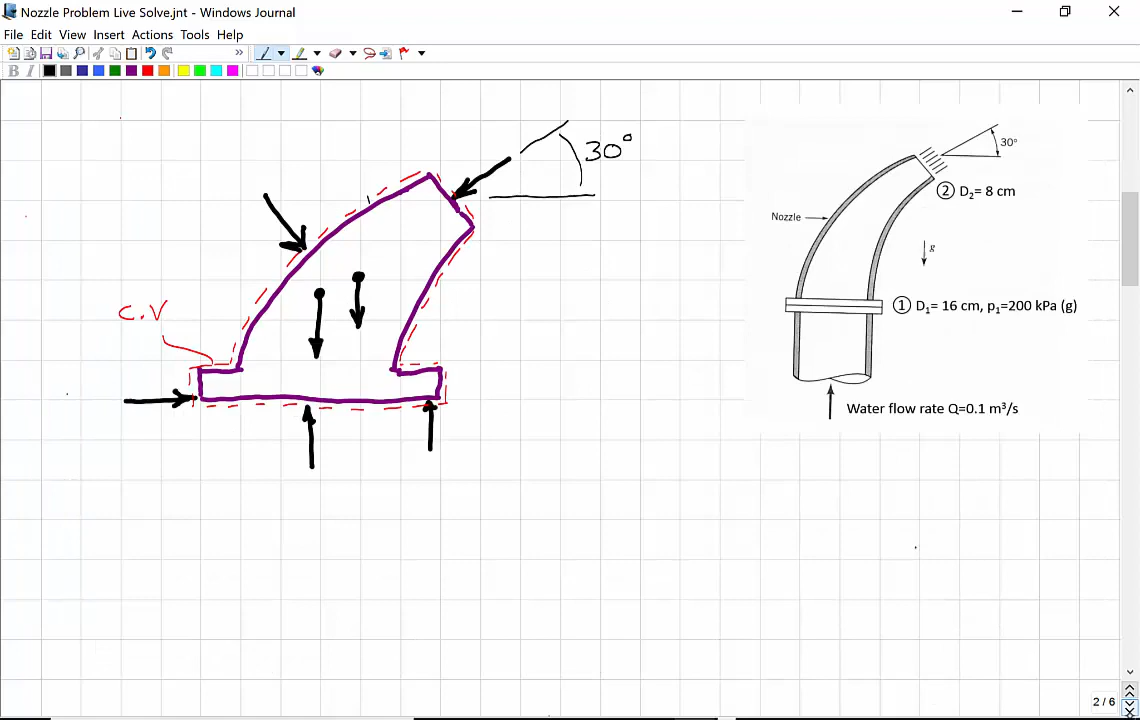 Nozzle Problem Live Solve.jnt - Windows Journal
File Edit View Insert Actions Tools Help
»
B I
30°
C.V
30°
② D₂= 8 cm
Nozzle
g
① D₁= 16 cm, p₁=200 kPa (g)
Water flow rate Q=0.1 m³/s
2 / 6